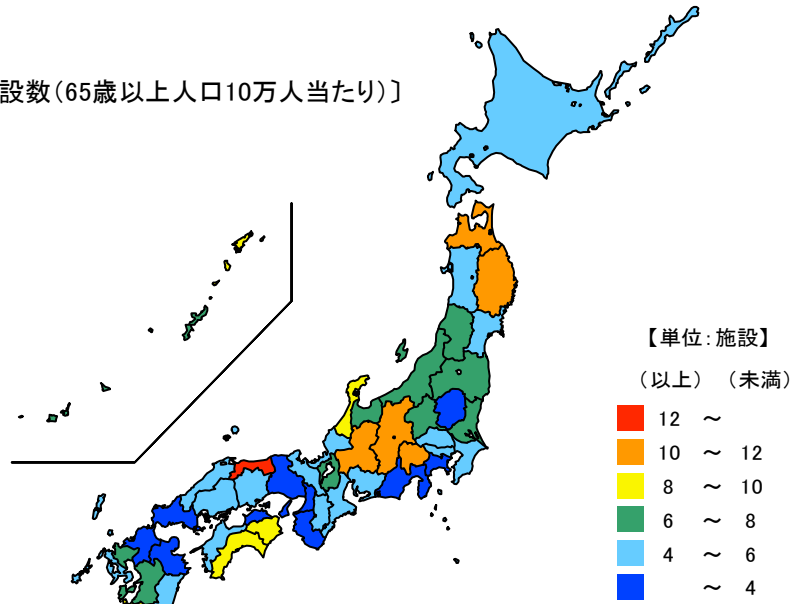 設数(65歳以上人口10万人当たり)〕
【単位:施設】
(以上) (未満)
12 ~
10 ~ 12
8 ~ 10
6 ~ 8
4 ~ 6
~ 4